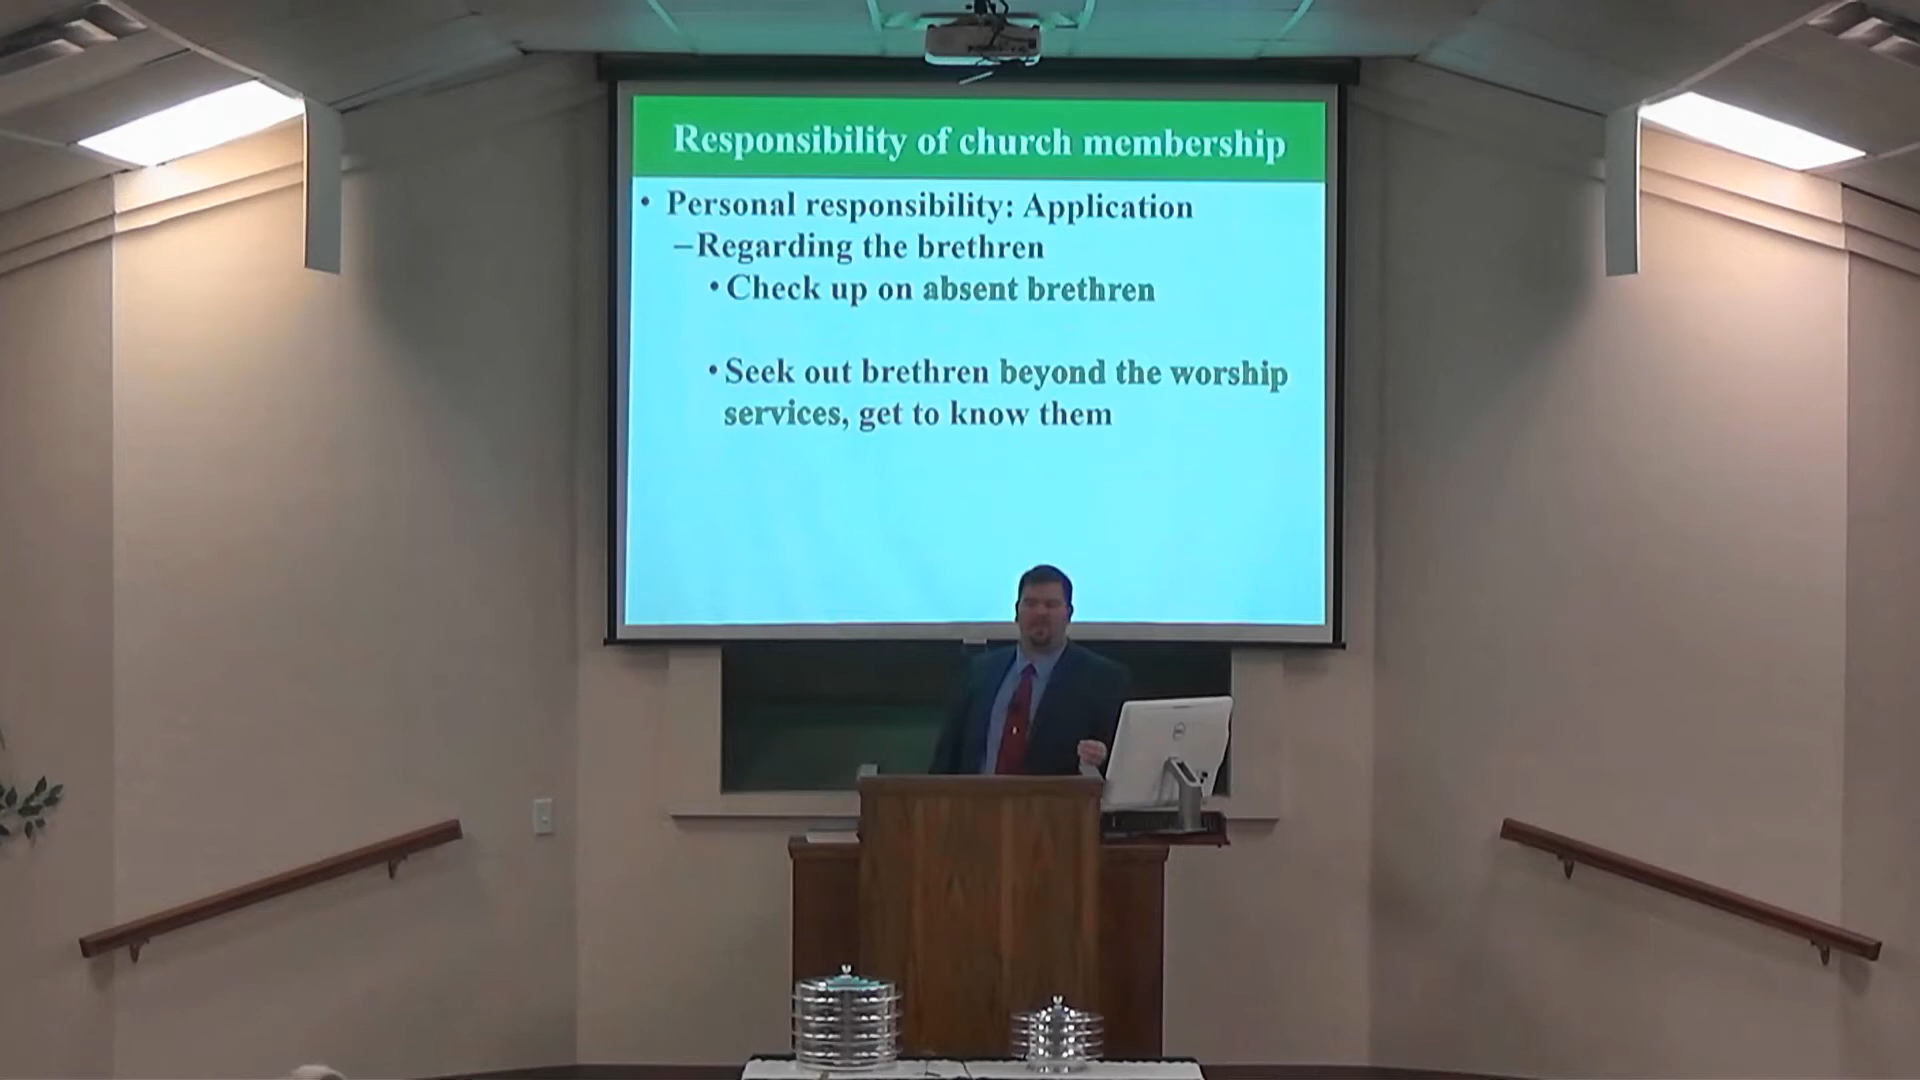 Responsibility of church membership
• Personal responsibility: Application
–Regarding the brethren
• Check up on absent brethren
• Seek out brethren beyond the worship
services, get to know them
DELL